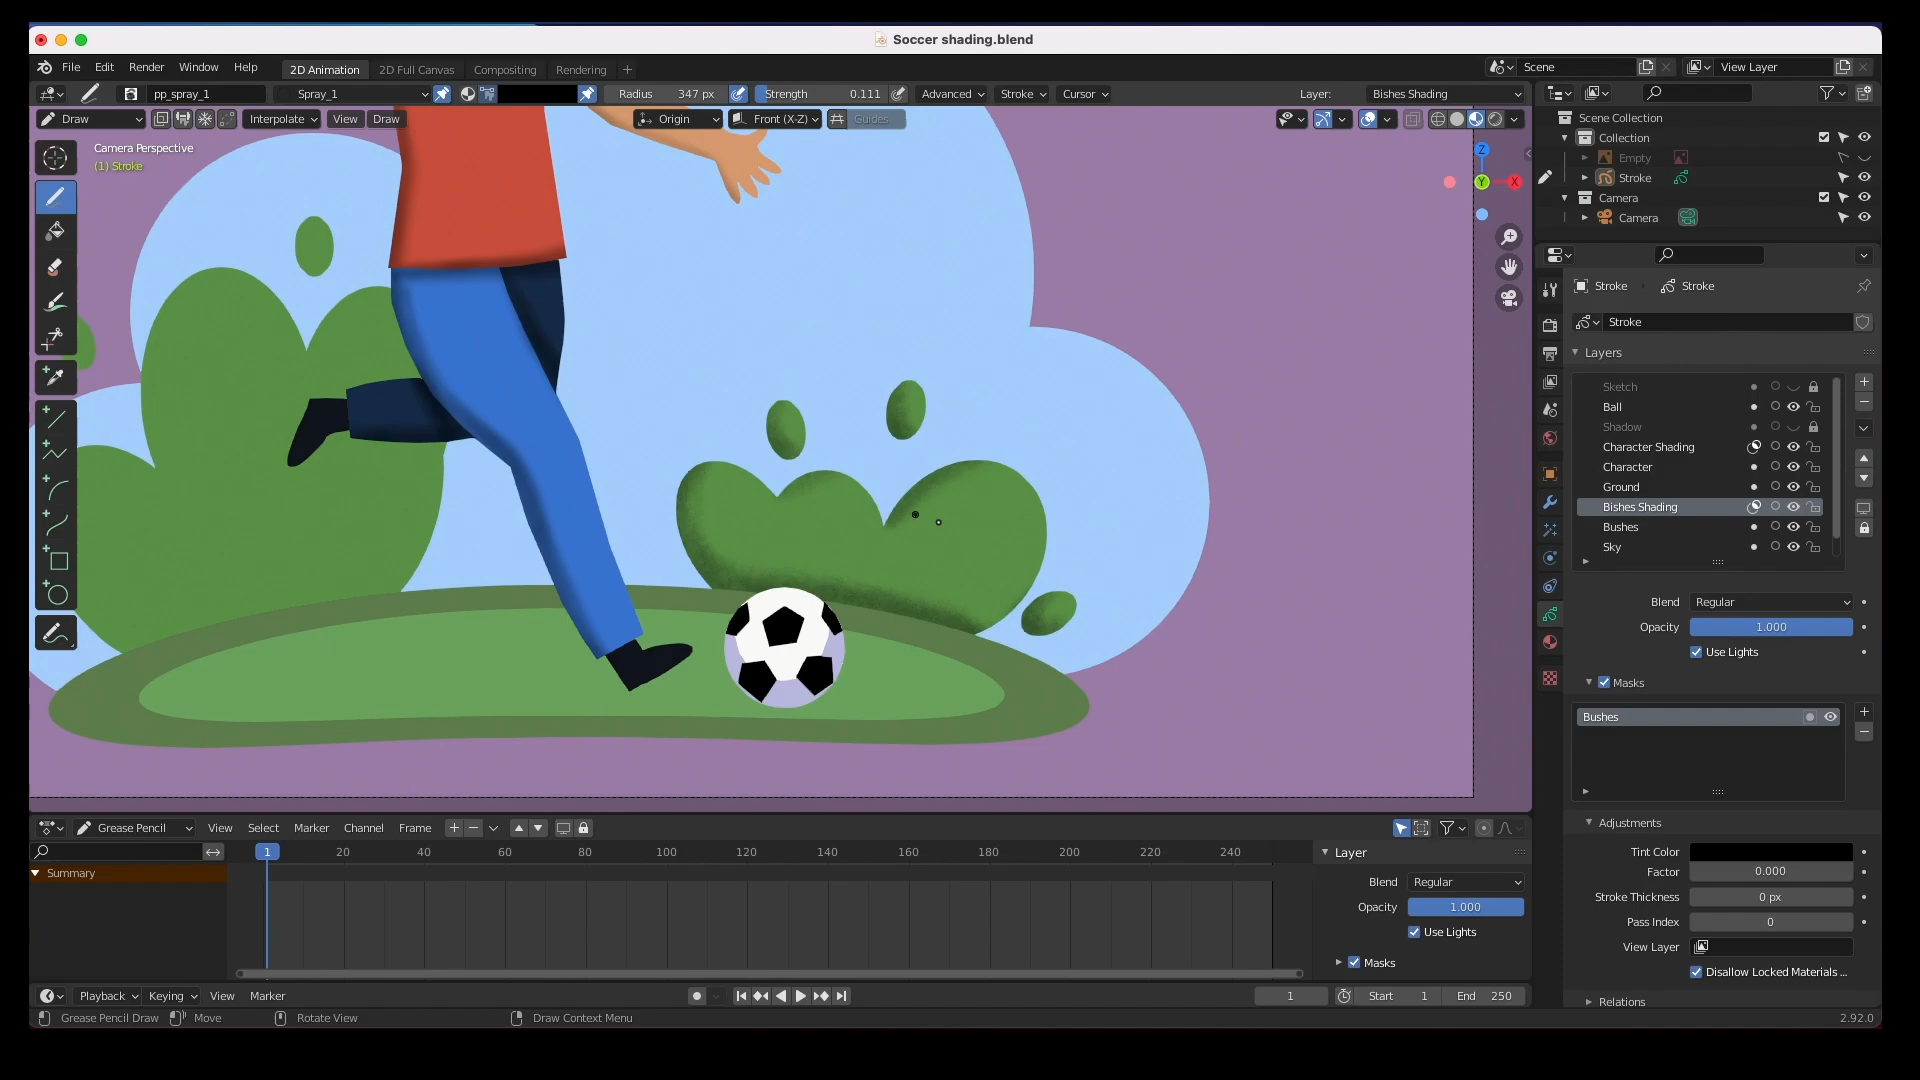 Soccer shading.blend
File Edit Render Window Help 2D Animation 2D Full Canvas Compositing Rendering + Scene View Layer
pp_spray_1 Spray_1 Radius 347 px Strength 0.111 Advanced Stroke Cursor Layer: Bishes Shading
Draw Interpolate View Draw Origin Front (X-Z) Guides
Camera Perspective
(1) Stroke
Z
Y X
Scene Collection
Collection
Empty
Stroke
Camera
Camera
Stroke Stroke
Stroke
Layers
Sketch
Ball
Shadow
Character Shading
Character
Ground
Bishes Shading
Bushes
Sky
Blend Regular
Opacity 1.000
Use Lights
Masks
Bushes
Adjustments
Tint Color
Factor 0.000
Stroke Thickness 0 px
Pass Index 0
View Layer
Disallow Locked Materials ...
Relations
Grease Pencil View Select Marker Channel Frame
1 20 40 60 80 100 120 140 160 180 200 220 240
Summary
Layer
Blend Regular
Opacity 1.000
Use Lights
Masks
Playback Keying View Marker 1 Start 1 End 250
Grease Pencil Draw Move Rotate View Draw Context Menu 2.92.0